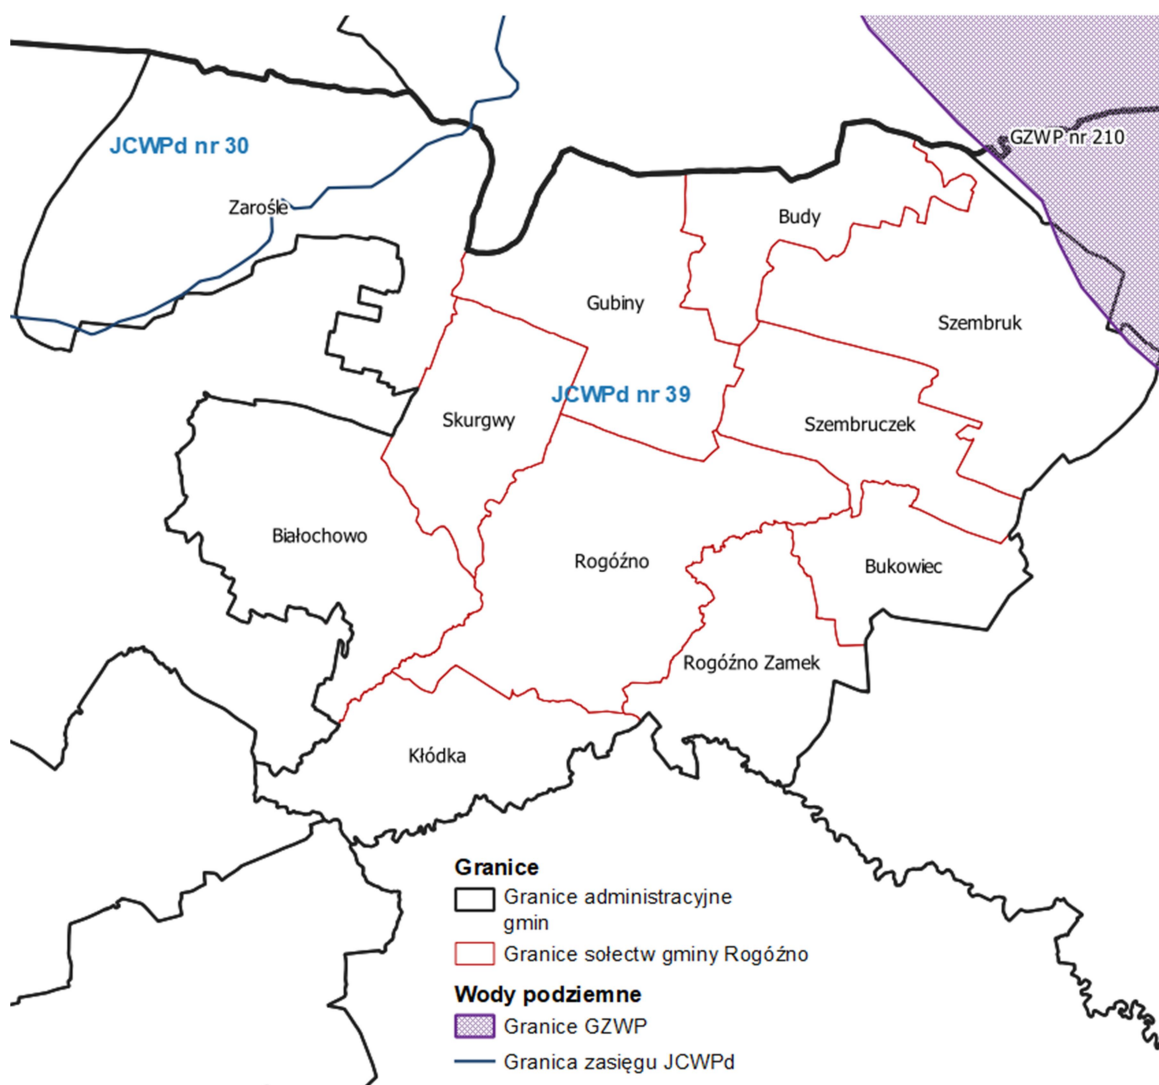 GZWP nr 210
JCWPd nr 30
Zarośle
Budy
Gubiny
Szembruk
JCWPd nr 39
Skurgwy
Szembruczek
Białochowo
Rogóźno
Bukowiec
Rogóźno Zamek
Kłódka
Granice
Granice administracyjne
gmin
Granice sołectw gminy Rogóźno
Wody podziemne
Granice GZWP
Granica zasięgu JCWPd